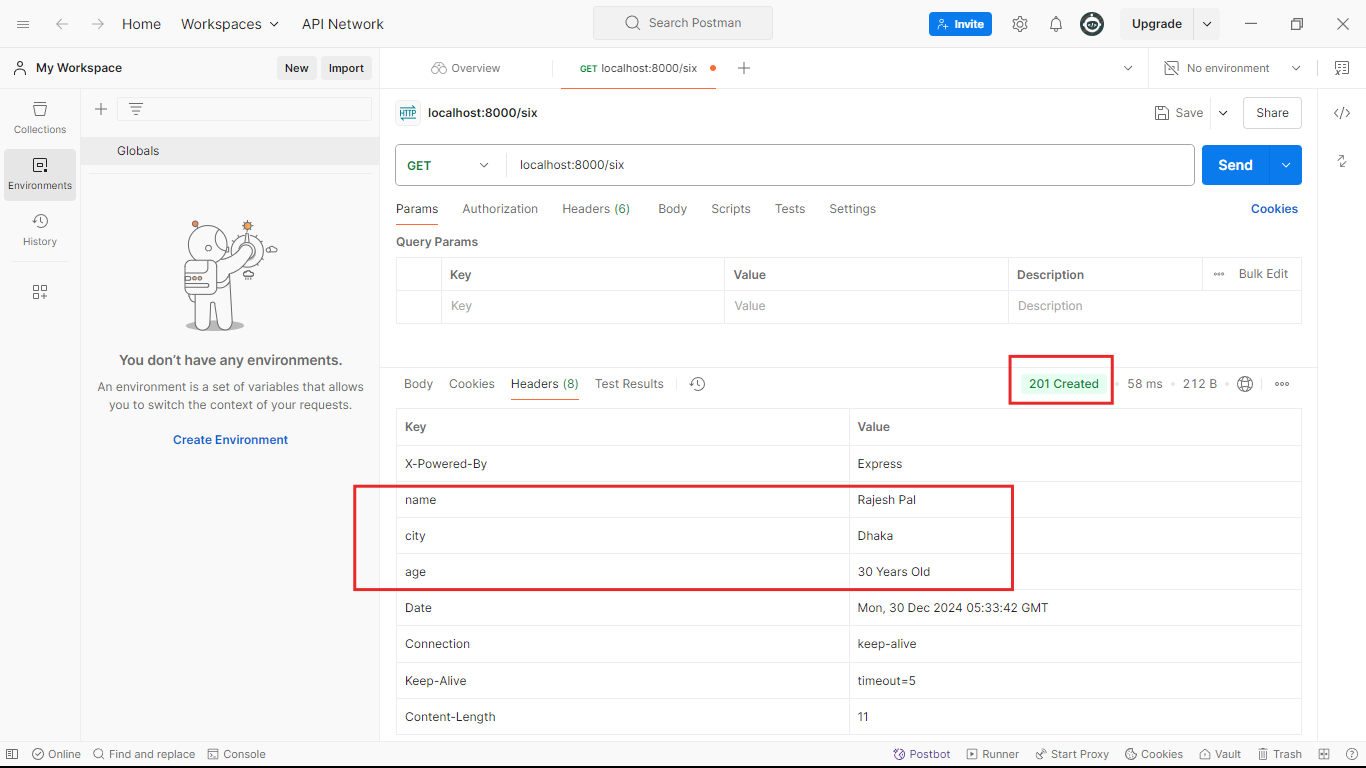 Home Workspaces API Network Search Postman Invite Upgrade
My Workspace New Import Overview GET localhost:8000/six No environment
Collections
Environments
History
Globals
You don't have any environments.
An environment is a set of variables that allows
you to switch the context of your requests.
Create Environment
HTTP localhost:8000/six Save Share
GET localhost:8000/six Send
Params Authorization Headers (6) Body Scripts Tests Settings Cookies
Query Params
Key Value Description Bulk Edit
Key Value Description
Body Cookies Headers (8) Test Results 201 Created 58 ms 212 B
Key Value
X-Powered-By Express
name Rajesh Pal
city Dhaka
age 30 Years Old
Date Mon, 30 Dec 2024 05:33:42 GMT
Connection keep-alive
Keep-Alive timeout=5
Content-Length 11
Online Find and replace Console Postbot Runner Start Proxy Cookies Vault Trash